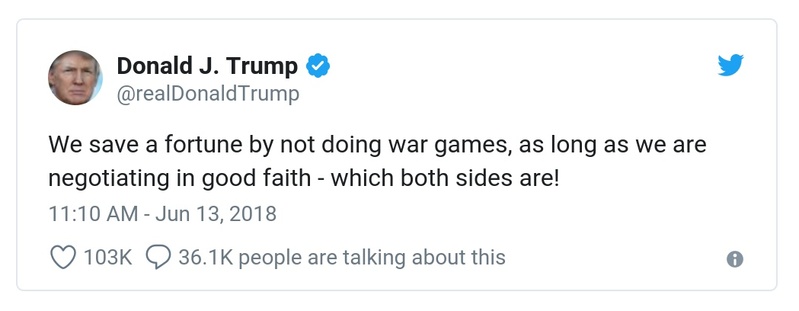 Donald J. Trump
@realDonaldTrump
We save a fortune by not doing war games, as long as we are
negotiating in good faith - which both sides are!
11:10 AM - Jun 13, 2018
103K 36.1K people are talking about this